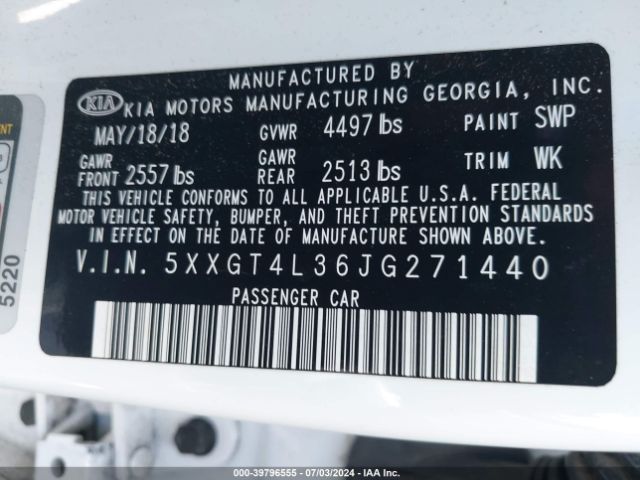 MANUFACTURED BY
KIA KIA MOTORS MANUFACTURING GEORGIA, INC.
MAY/18/18 GVWR 4497 lbs PAINT SWP
GAWR FRONT 2557 lbs GAWR REAR 2513 lbs TRIM WK
THIS VEHICLE CONFORMS TO ALL APPLICABLE U.S.A. FEDERAL
MOTOR VEHICLE SAFETY, BUMPER, AND THEFT PREVENTION STANDARDS
IN EFFECT ON THE DATE OF MANUFACTURE SHOWN ABOVE.
V.I.N. 5XXGT4L36JG271440
PASSENGER CAR
5220
000-39796555 - 07/03/2024 - IAA Inc.